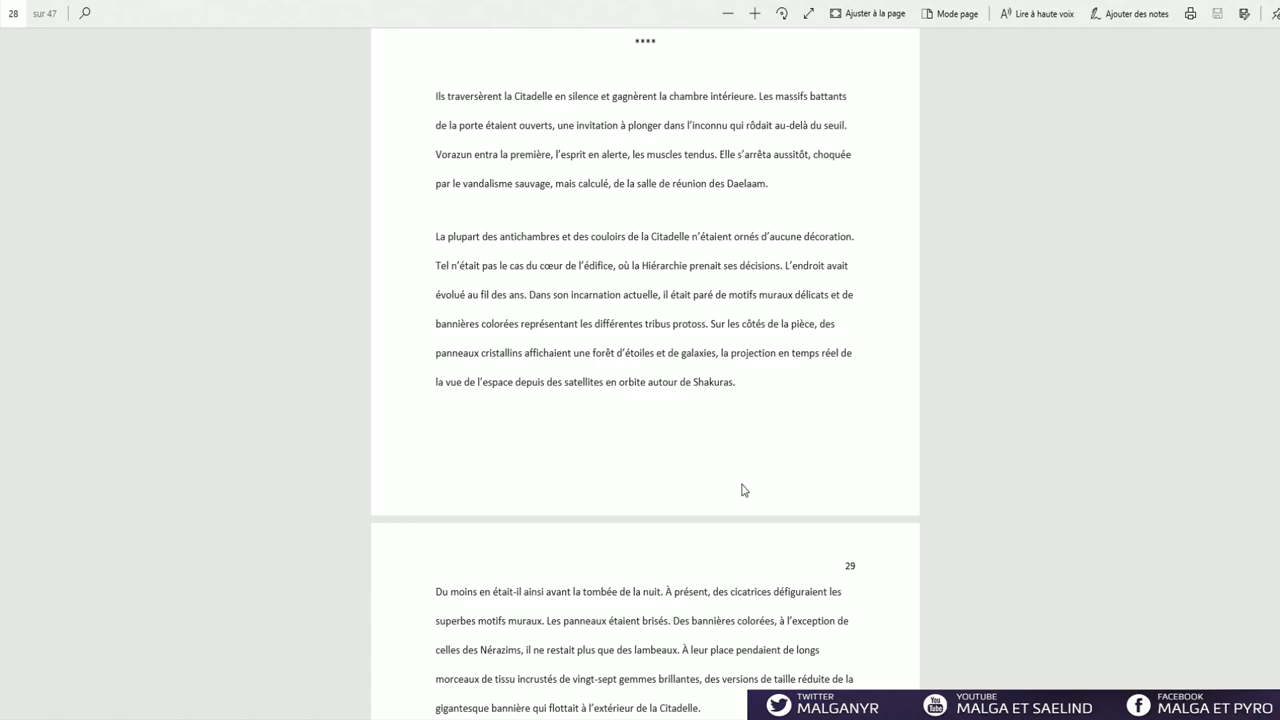 28 sur 47 Ajuster à la page Mode page Lire à haute voix Ajouter des notes
****
Ils traversèrent la Citadelle en silence et gagnèrent la chambre intérieure. Les massifs battants
de la porte étaient ouverts, une invitation à plonger dans l’inconnu qui rôdait au-delà du seuil.
Vorazun entra la première, l’esprit en alerte, les muscles tendus. Elle s’arrêta aussitôt, choquée
par le vandalisme sauvage, mais calculé, de la salle de réunion des Daelaam.
La plupart des antichambres et des couloirs de la Citadelle n’étaient ornés d’aucune décoration.
Tel n’était pas le cas du cœur de l’édifice, où la Hiérarchie prenait ses décisions. L’endroit avait
évolué au fil des ans. Dans son incarnation actuelle, il était paré de motifs muraux délicats et de
bannières colorées représentant les différentes tribus protoss. Sur les côtés de la pièce, des
panneaux cristallins affichaient une forêt d’étoiles et de galaxies, la projection en temps réel de
la vue de l’espace depuis des satellites en orbite autour de Shakuras.
29
Du moins en était-il ainsi avant la tombée de la nuit. À présent, des cicatrices défiguraient les
superbes motifs muraux. Les panneaux étaient brisés. Des bannières colorées, à l’exception de
celles des Nérazims, il ne restait plus que des lambeaux. À leur place pendaient de longs
morceaux de tissu incrustés de vingt-sept gemmes brillantes, des versions de taille réduite de la
gigantesque bannière qui flottait à l’extérieur de la Citadelle.
TWITTER
MALGANYR
You Tube
YOUTUBE
MALGA ET SAELIND
FACEBOOK
MALGA ET PYRO